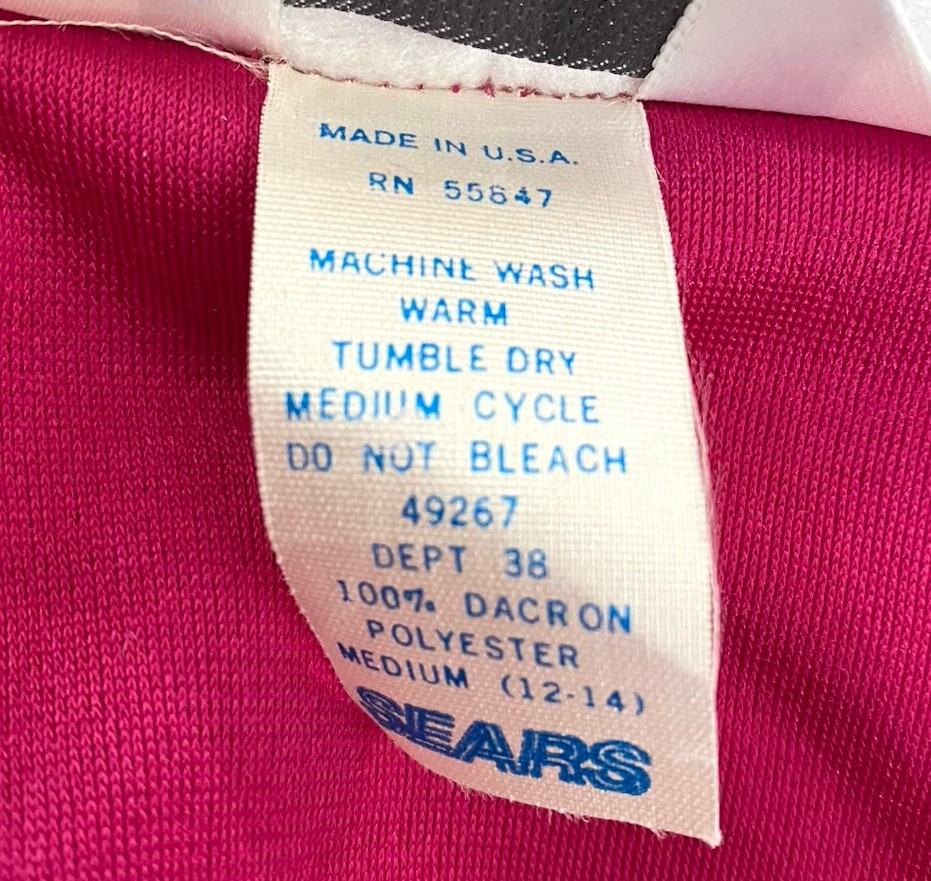 MADE IN U.S.A.
RN 55847
MACHINE WASH
WARM
TUMBLE DRY
MEDIUM CYCLE
DO NOT BLEACH
49267
DEPT 38
100% DACRON
POLYESTER
MEDIUM (12-14)
SEARS